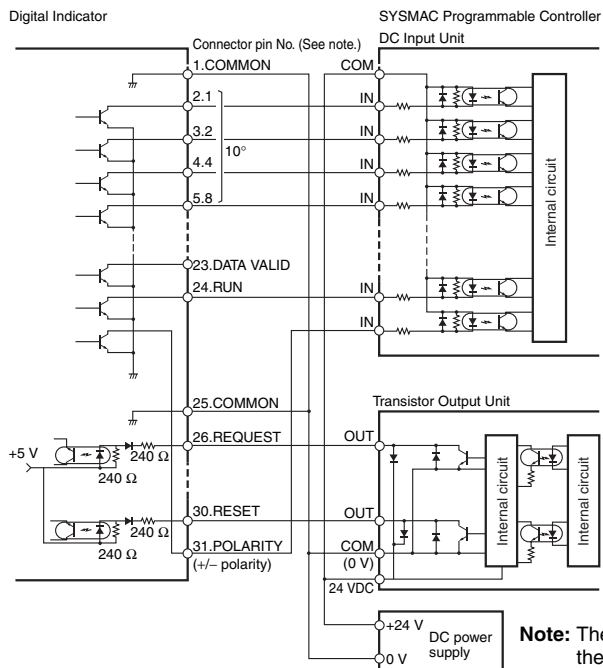 Digital Indicator
SYSMAC Programmable Controller
Connector pin No. (See note.)
DC Input Unit
1.COMMON
COM
2.1
IN
3.2
IN
10°
4.4
IN
5.8
IN
Internal circuit
23.DATA VALID
24.RUN
IN
IN
25.COMMON
Transistor Output Unit
26.REQUEST
OUT
+5 V
240 Ω
240 Ω
Internal circuit
Internal circuit
30.RESET
OUT
240 Ω
240 Ω
31.POLARITY
(+/− polarity)
COM
(0 V)
24 VDC
+24 V
DC power
supply
0 V
Note: The
the